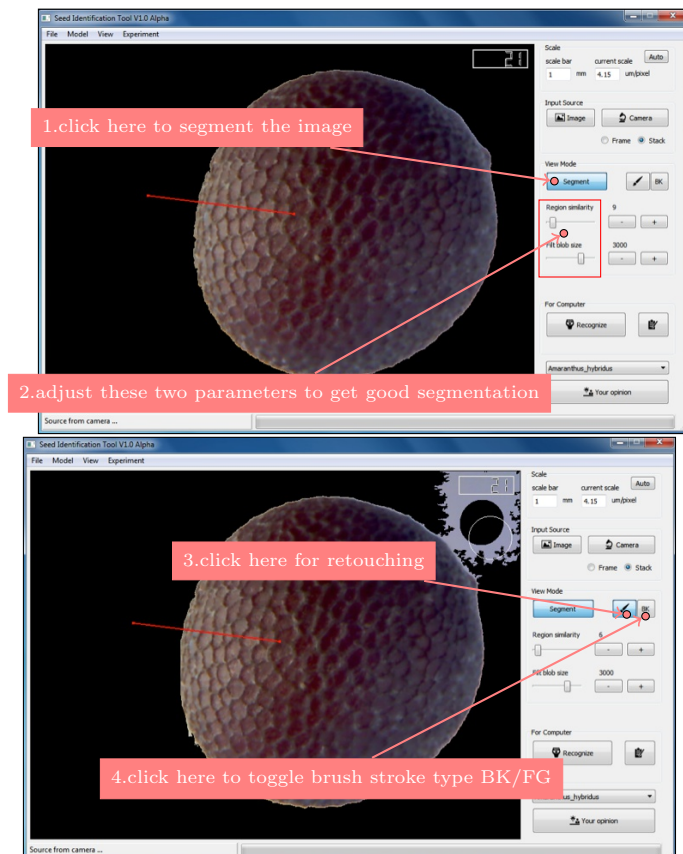 Seed Identification Tool V1.0 Alpha
File Model View Experiment
21
Scale
scale bar current scale Auto
1 mm 4.15 um/pixel
Input Source
Image Camera
Frame Stack
1.click here to segment the image
View Mode
Segment BK
Region similarity 9
- +
Filt blob size 3000
- +
For Computer
Recognize
Amaranthus_hybridus
2.adjust these two parameters to get good segmentation
Your opinion
Source from camera ...
Seed Identification Tool V1.0 Alpha
File Model View Experiment
21
Scale
scale bar current scale Auto
1 mm 4.15 um/pixel
Input Source
Image Camera
Frame Stack
3.click here for retouching
View Mode
Segment BK
Region similarity 6
- +
Filt blob size 3000
- +
For Computer
Recognize
4.click here to toggle brush stroke type BK/FG
Your opinion
Source from camera ...